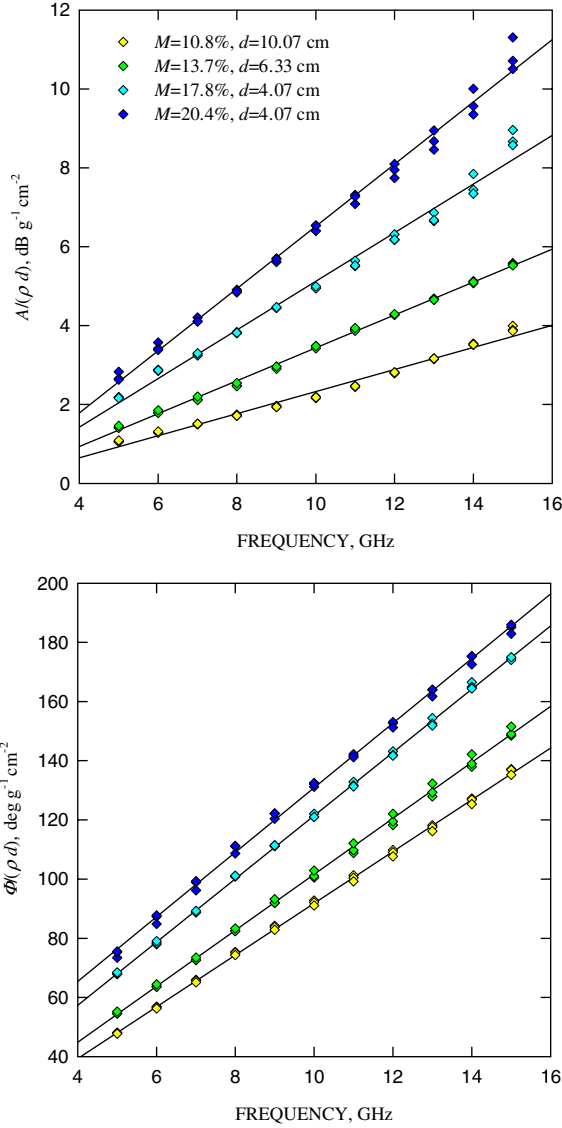 12
10
8
6
4
2
0
A/(ρ d), dB g⁻¹ cm⁻²
M=10.8%, d=10.07 cm
M=13.7%, d=6.33 cm
M=17.8%, d=4.07 cm
M=20.4%, d=4.07 cm
4 6 8 10 12 14 16
FREQUENCY, GHz
200
180
160
140
120
100
80
60
40
Φ/(ρ d), deg g⁻¹ cm⁻²
4 6 8 10 12 14 16
FREQUENCY, GHz